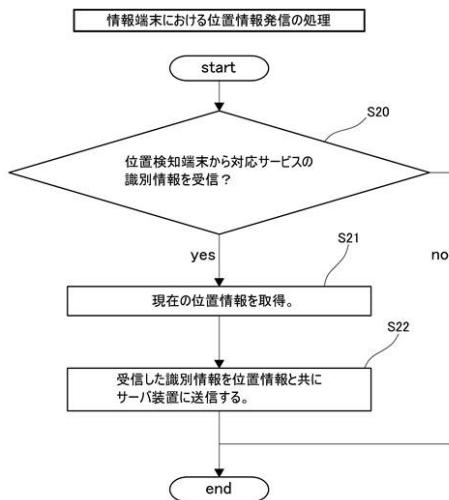 情報端末における位置情報発信の処理
start
S20
位置検知端末から対応サービスの
識別情報を受信？
yes
no
S21
現在の位置情報を取得。
S22
受信した識別情報を位置情報と共に
サーバ装置に送信する。
end